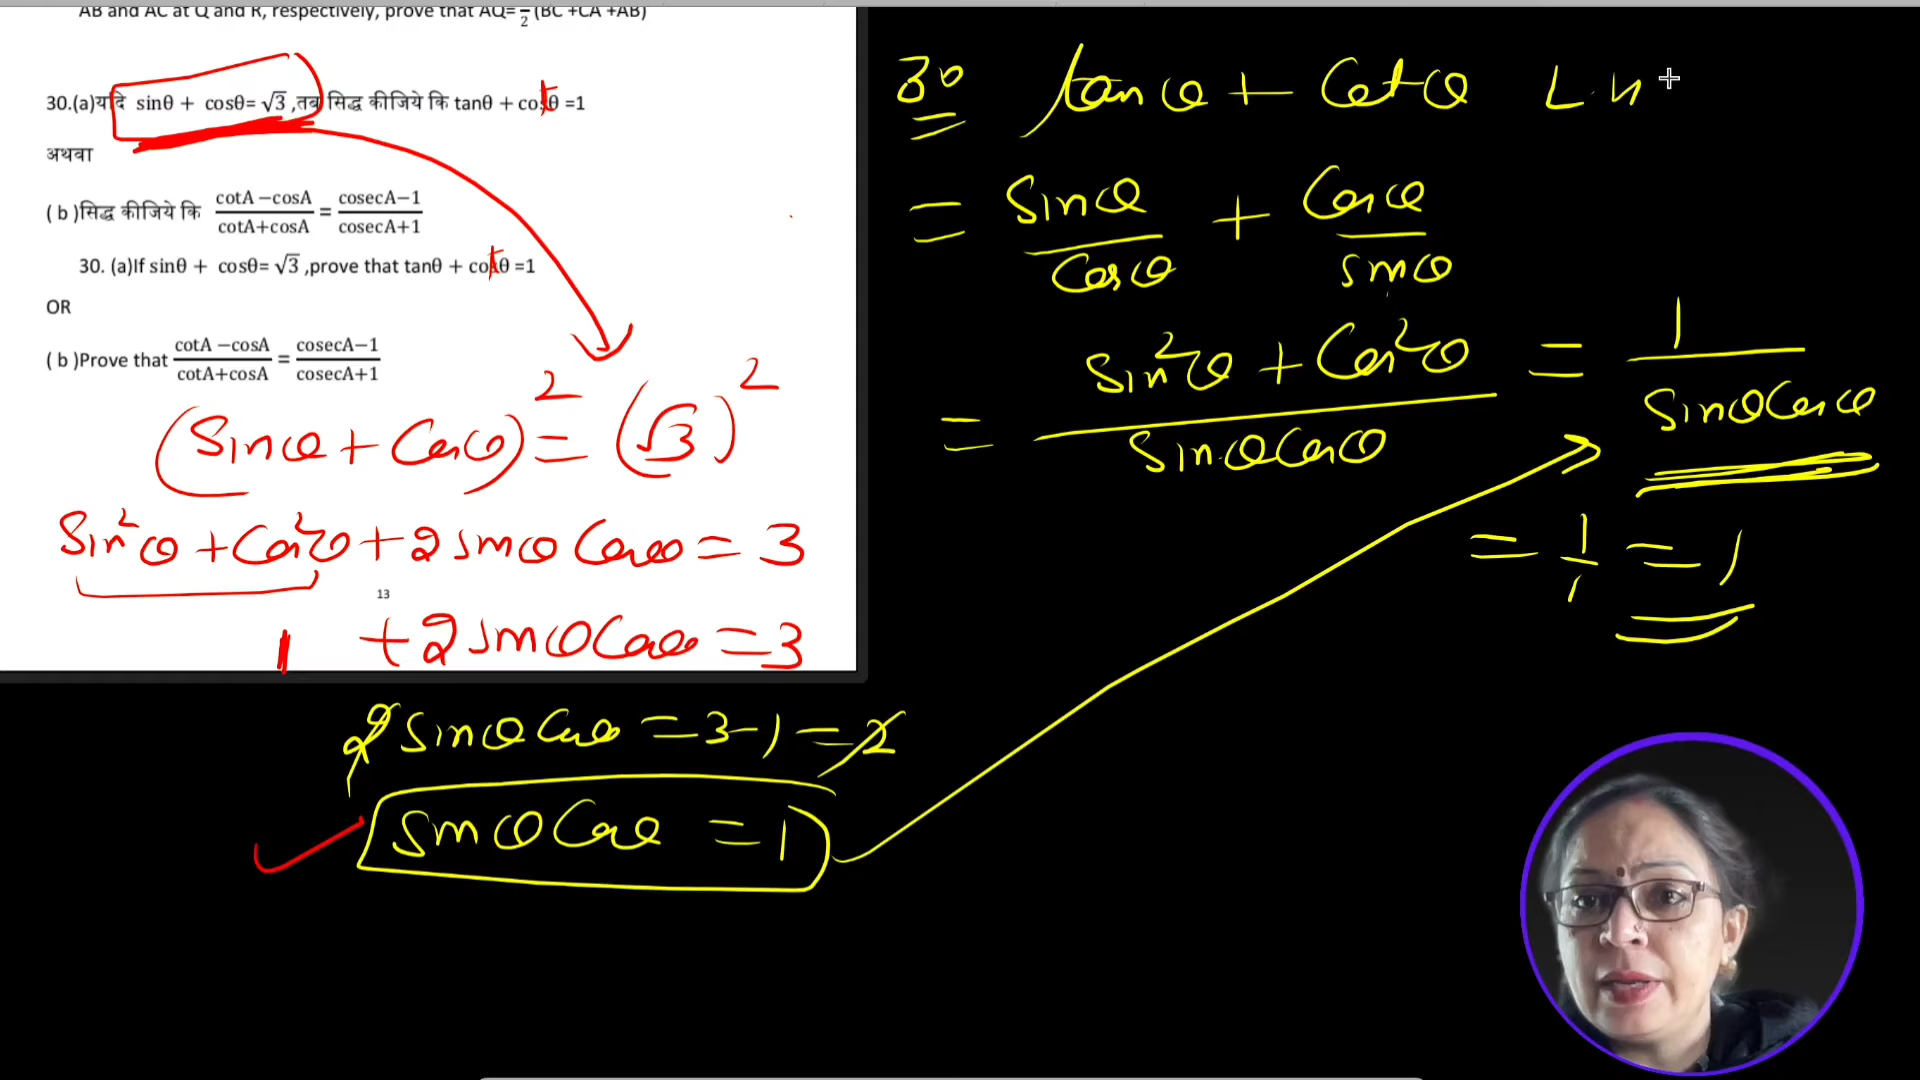 AB and AC at Q and R, respectively, prove that AQ= 1/2 (BC +CA +AB)
30.(a)यदि sinθ + cosθ= √3 ,तब सिद्ध कीजिये कि tanθ + cotθ =1
अथवा
( b )सिद्ध कीजिये कि (cotA −cosA)/(cotA+cosA) = (cosecA−1)/(cosecA+1)
30. (a)If sinθ + cosθ= √3 ,prove that tanθ + cotθ =1
OR
( b )Prove that (cotA −cosA)/(cotA+cosA) = (cosecA−1)/(cosecA+1)
(sinθ + cosθ)² = (√3)²
sin²θ + cos²θ + 2 sinθ cosθ = 3
13
1 + 2 sinθ cosθ = 3
2 sinθ cosθ = 3-1 = 2
sinθ cosθ = 1
30 tanθ + cotθ L.H
= sinθ/cosθ + cosθ/sinθ
= (sin²θ + cos²θ)/(sinθ cosθ) = 1/(sinθ cosθ)
= 1/1 = 1